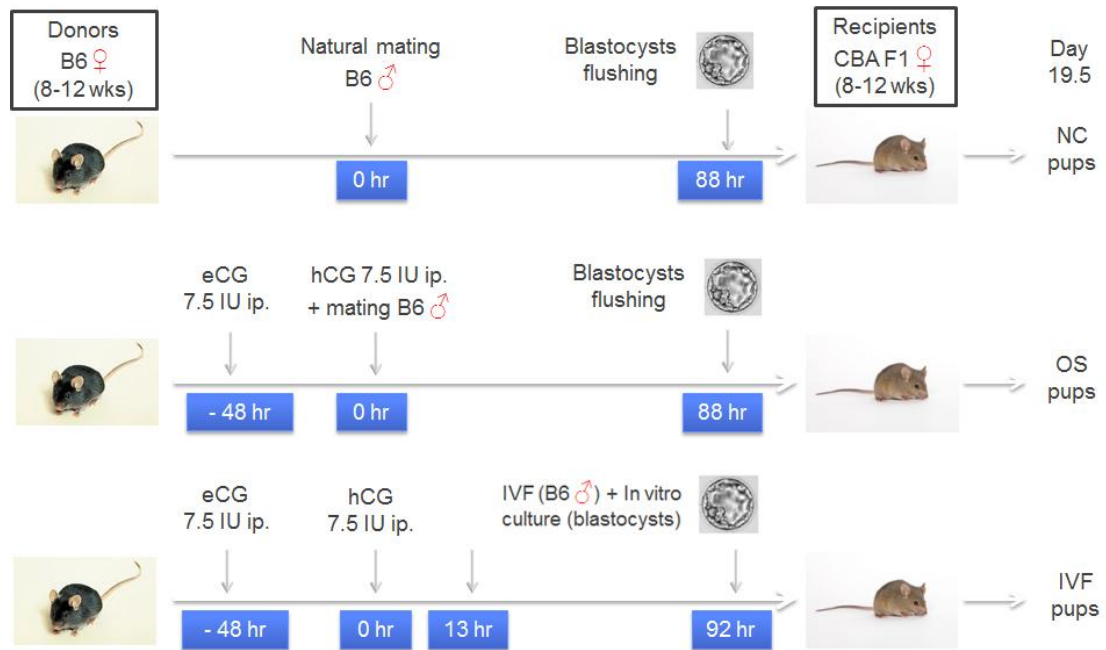 Donors
B6 ♀
(8-12 wks)
Natural mating
B6 ♂
Blastocysts
flushing
Recipients
CBA F1 ♀
(8-12 wks)
Day
19.5
0 hr
88 hr
NC
pups
eCG
7.5 IU ip.
hCG 7.5 IU ip.
+ mating B6 ♂
Blastocysts
flushing
- 48 hr
0 hr
88 hr
OS
pups
eCG
7.5 IU ip.
hCG
7.5 IU ip.
IVF (B6 ♂) + In vitro
culture (blastocysts)
- 48 hr
0 hr
13 hr
92 hr
IVF
pups